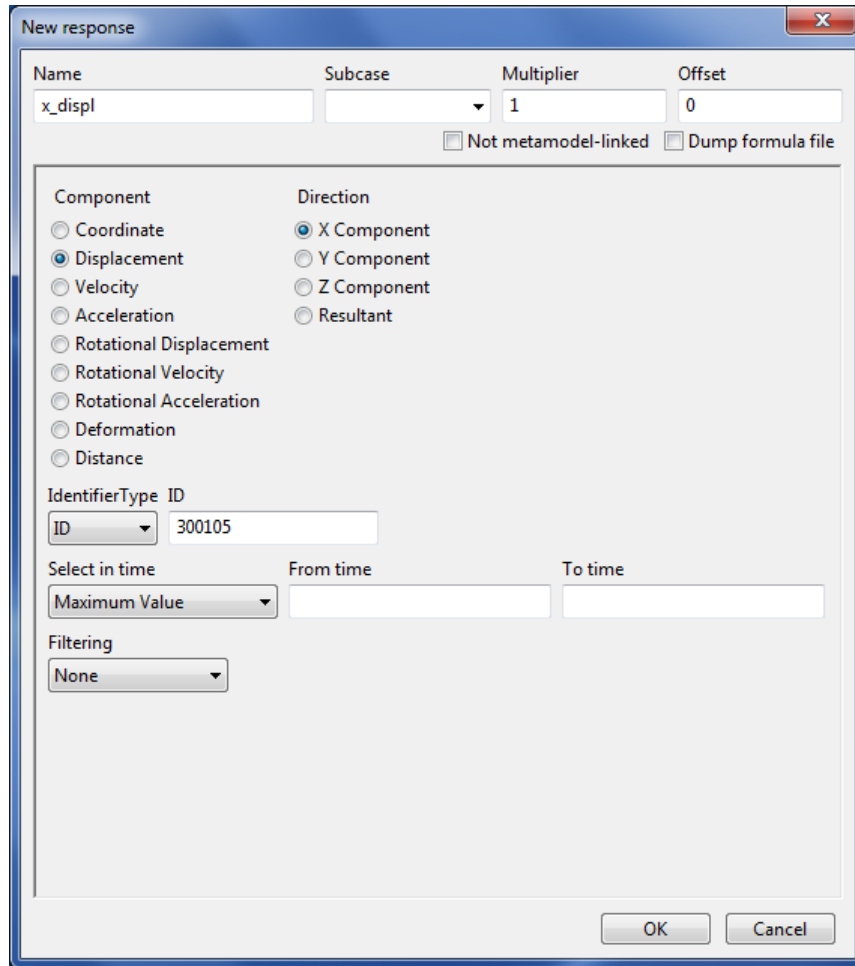 New response
Name Subcase Multiplier Offset
x_displ 1 0
Not metamodel-linked Dump formula file
Component Direction
Coordinate X Component
Displacement Y Component
Velocity Z Component
Acceleration Resultant
Rotational Displacement
Rotational Velocity
Rotational Acceleration
Deformation
Distance
IdentifierType ID
ID 300105
Select in time From time To time
Maximum Value
Filtering
None
OK Cancel